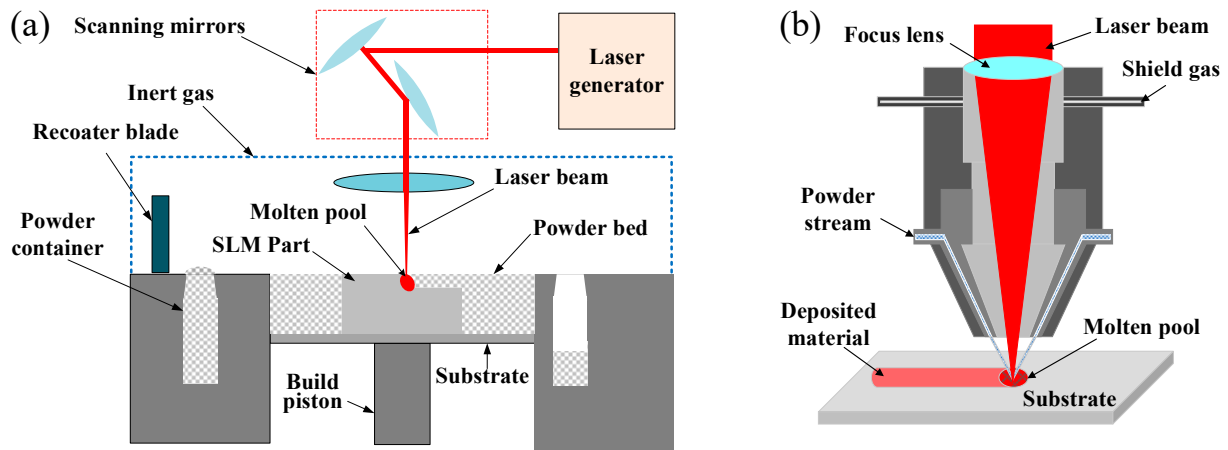 (a)
Scanning mirrors
Laser
generator
Inert gas
Recoater blade
Laser beam
Molten pool
Powder
container
SLM Part
Powder bed
Build
piston
Substrate
(b)
Laser beam
Focus lens
Shield gas
Powder
stream
Deposited
material
Molten pool
Substrate